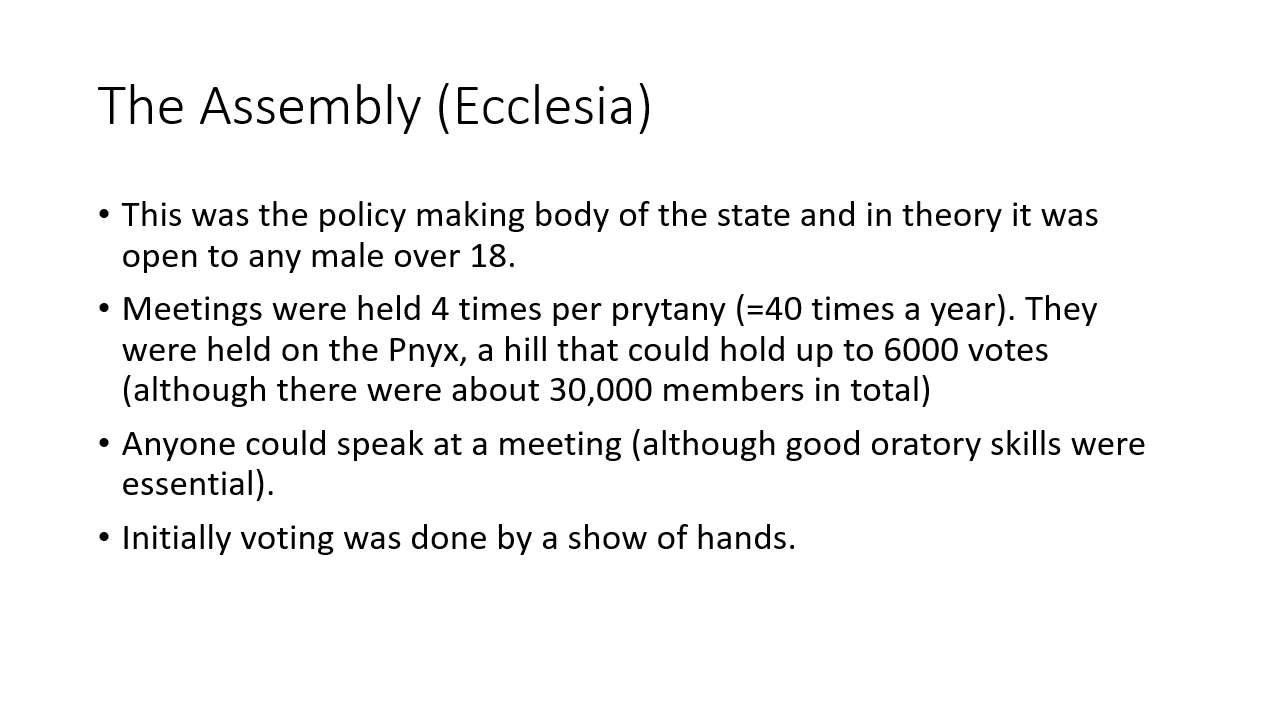 The Assembly (Ecclesia)
• This was the policy making body of the state and in theory it was
open to any male over 18.
• Meetings were held 4 times per prytany (=40 times a year). They
were held on the Pnyx, a hill that could hold up to 6000 votes
(although there were about 30,000 members in total)
• Anyone could speak at a meeting (although good oratory skills were
essential).
• Initially voting was done by a show of hands.